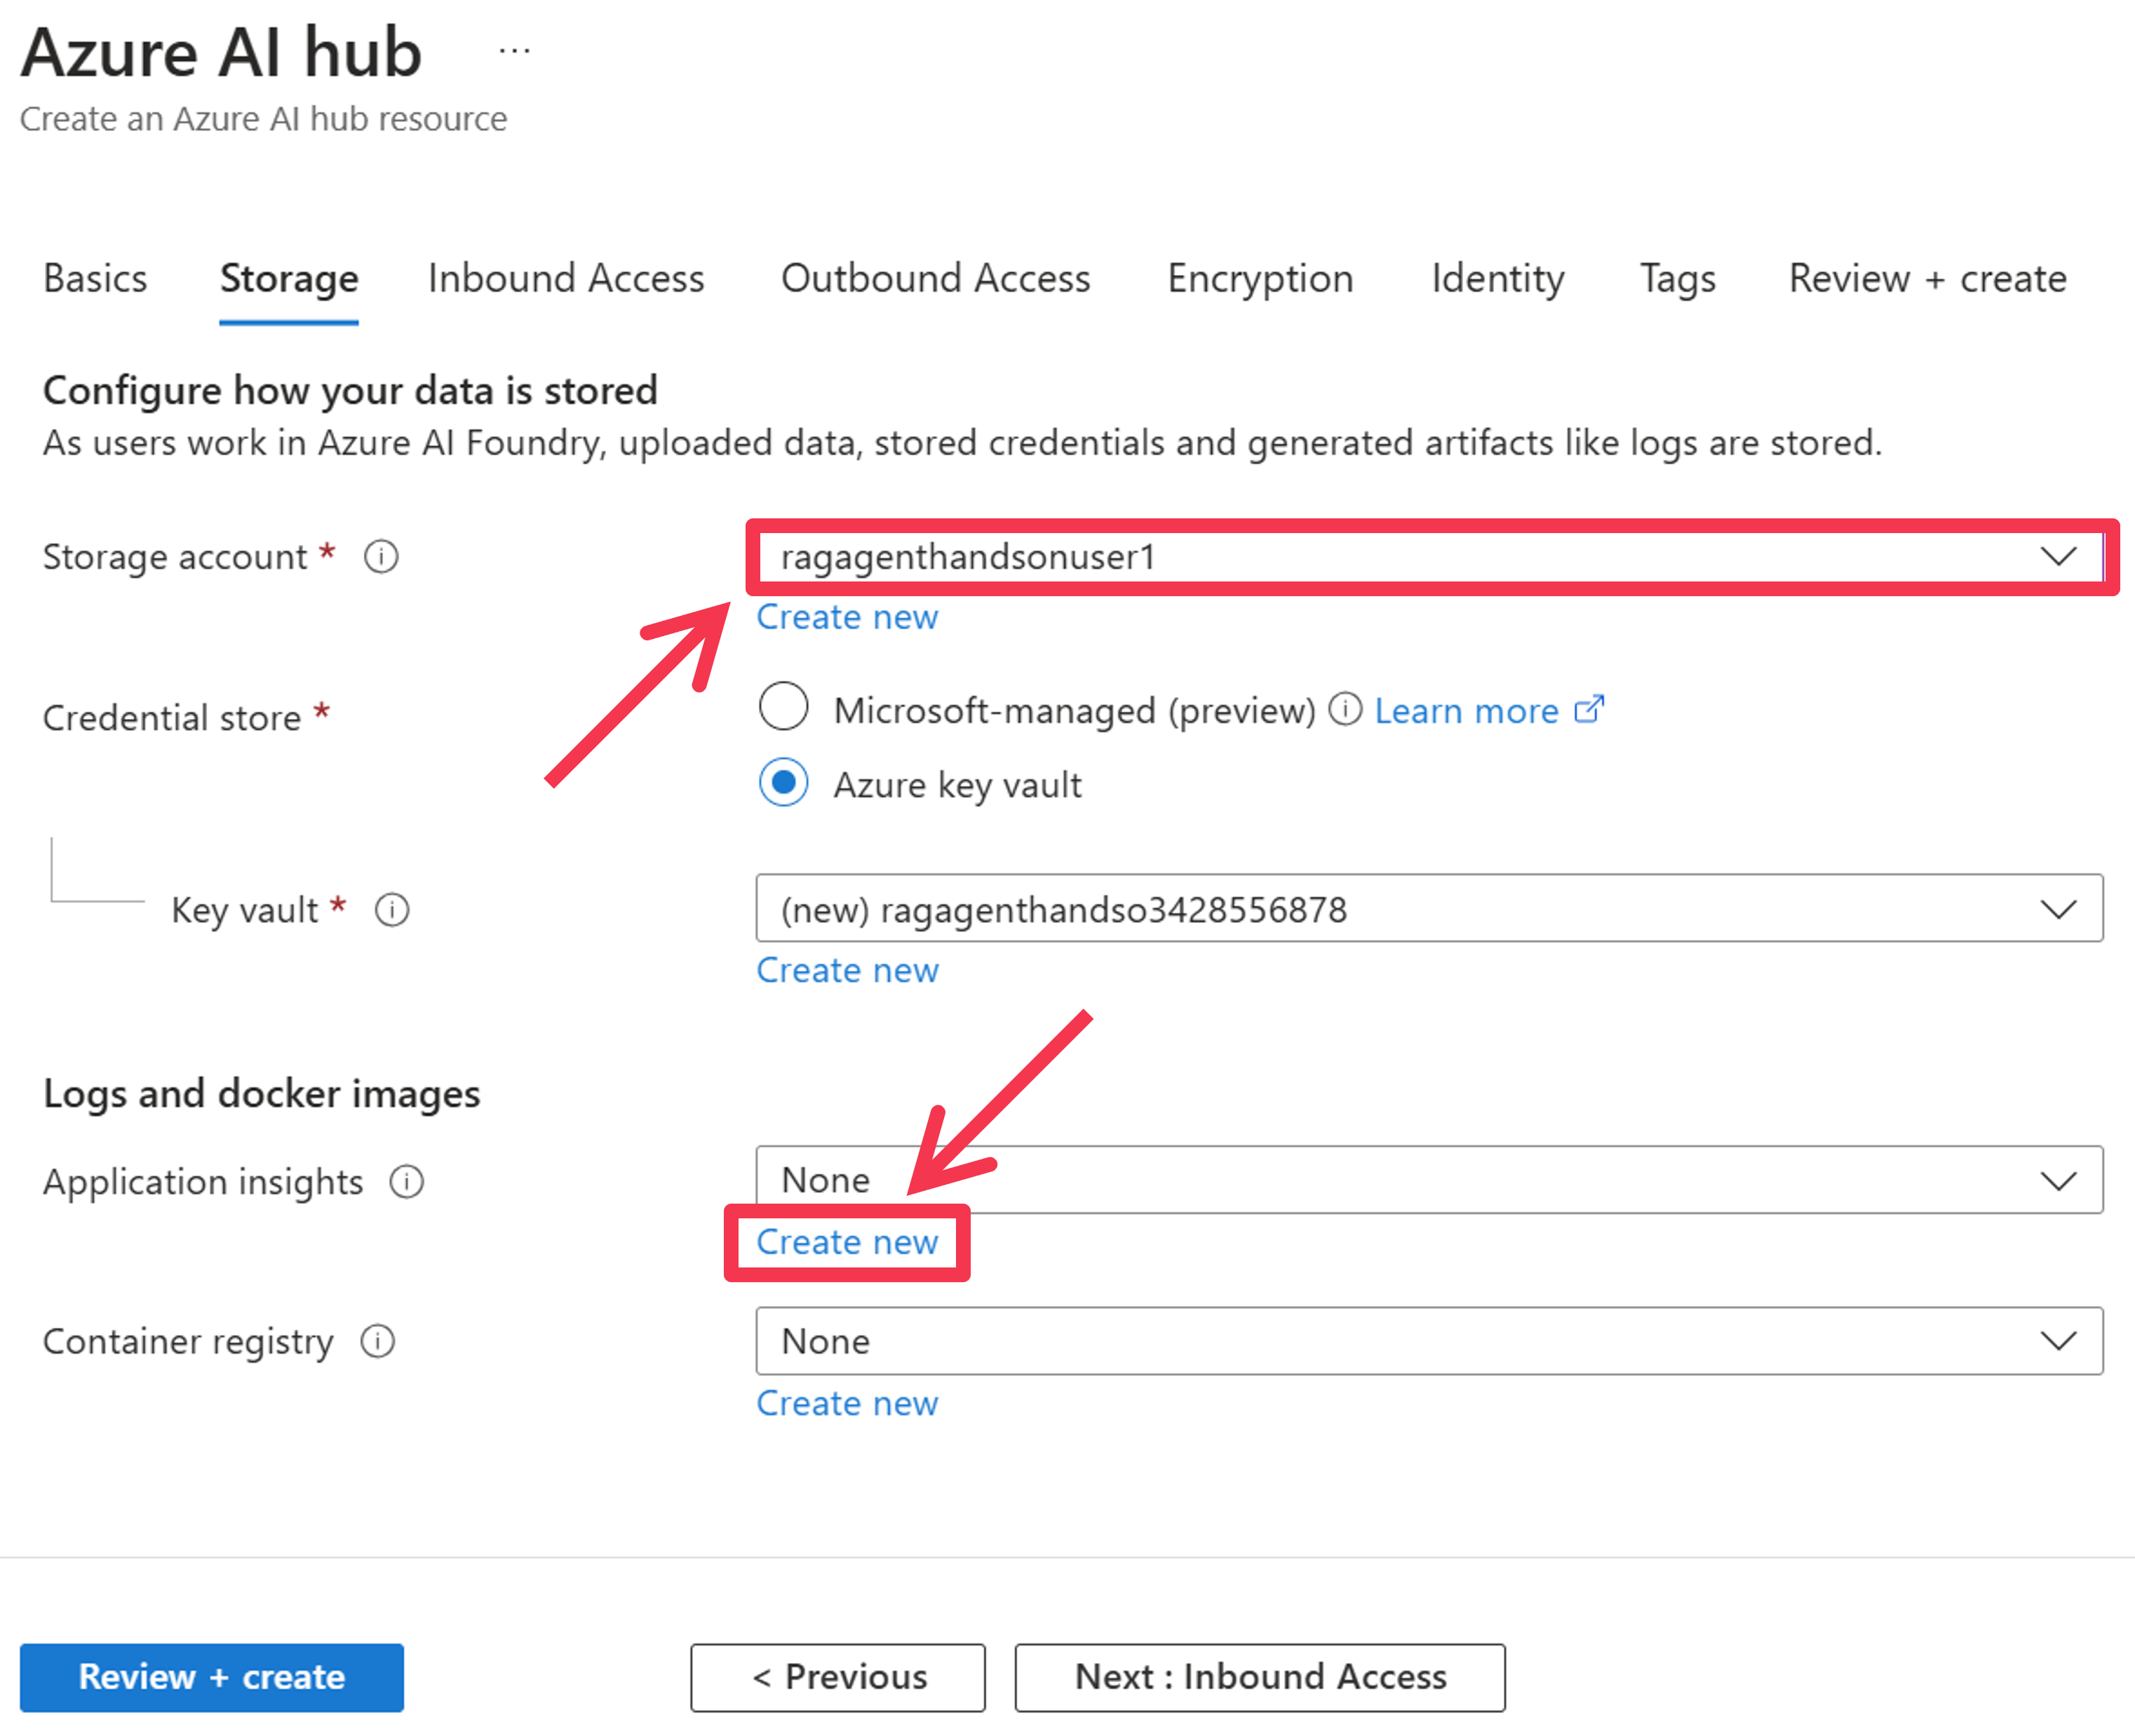 Azure AI hub ...
Create an Azure AI hub resource
Basics Storage Inbound Access Outbound Access Encryption Identity Tags Review + create
Configure how your data is stored
As users work in Azure AI Foundry, uploaded data, stored credentials and generated artifacts like logs are stored.
Storage account * ragagenthandsonuser1
Create new
Credential store * Microsoft-managed (preview) Learn more
Azure key vault
Key vault * (new) ragagenthandso3428556878
Create new
Logs and docker images
Application insights None
Create new
Container registry None
Create new
Review + create < Previous Next : Inbound Access